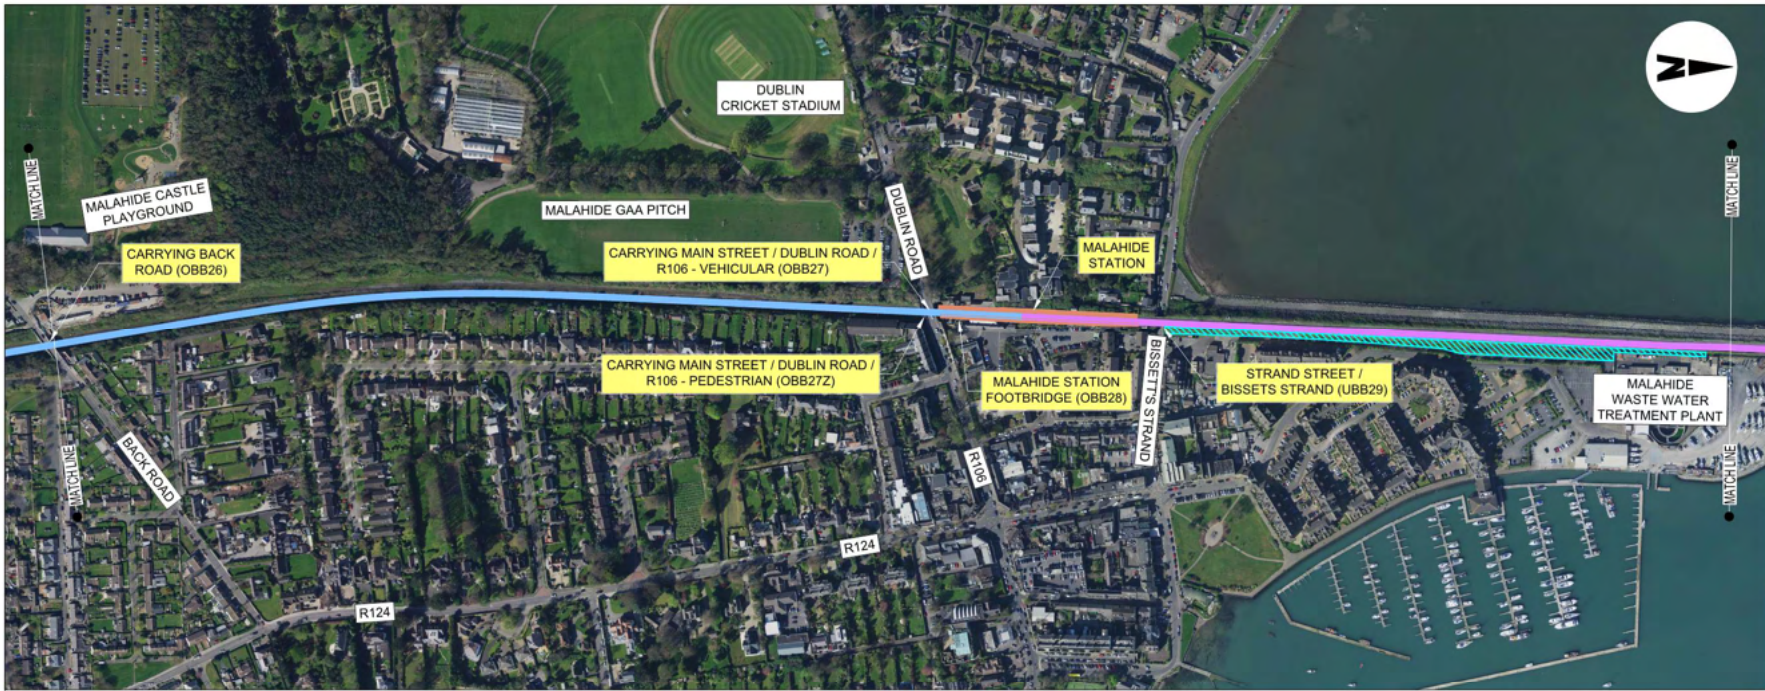 DUBLIN
CRICKET STADIUM
N
MATCH LINE
MATCH LINE
MALAHIDE CASTLE
PLAYGROUND
MALAHIDE GAA PITCH
DUBLIN ROAD
CARRYING BACK
ROAD (OBB26)
CARRYING MAIN STREET / DUBLIN ROAD /
R106 - VEHICULAR (OBB27)
MALAHIDE
STATION
CARRYING MAIN STREET / DUBLIN ROAD /
R106 - PEDESTRIAN (OBB27Z)
MALAHIDE STATION
FOOTBRIDGE (OBB28)
BISSETT'S STRAND
STRAND STREET /
BISSETS STRAND (UBB29)
MALAHIDE
WASTE WATER
TREATMENT PLANT
MATCH LINE
BACK ROAD
R106
MATCH LINE
R124
R124